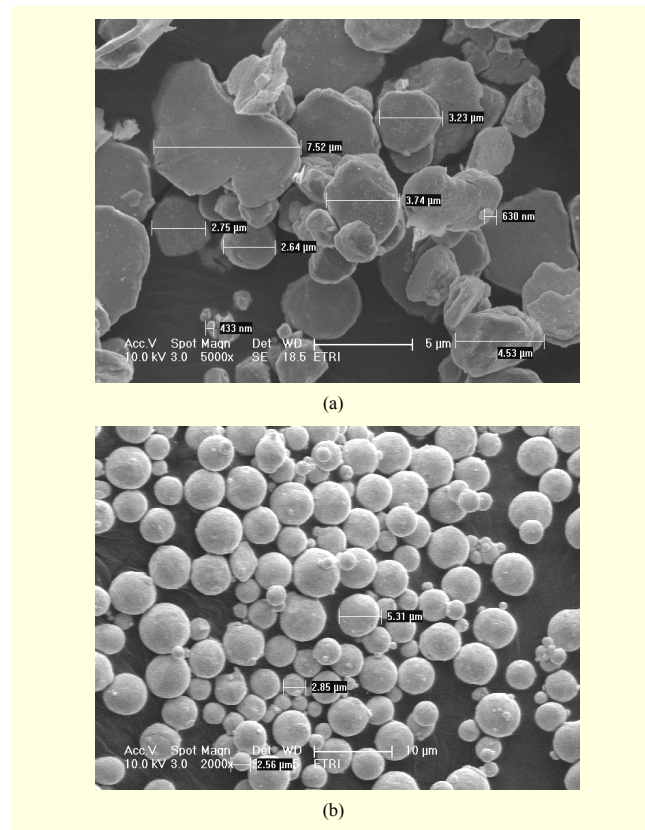 3.23 µm
7.52 µm
3.74 µm
630 nm
2.75 µm
2.64 µm
433 nm
Acc.V Spot Magn Det WD 5 µm
10.0 kV 3.0 5000x SE 18.5 ETRI
4.53 µm
(a)
5.31 µm
2.85 µm
Acc.V Spot Magn Det WD 10 µm
10.0 kV 3.0 2000x 2.56 µm 5 ETRI
(b)